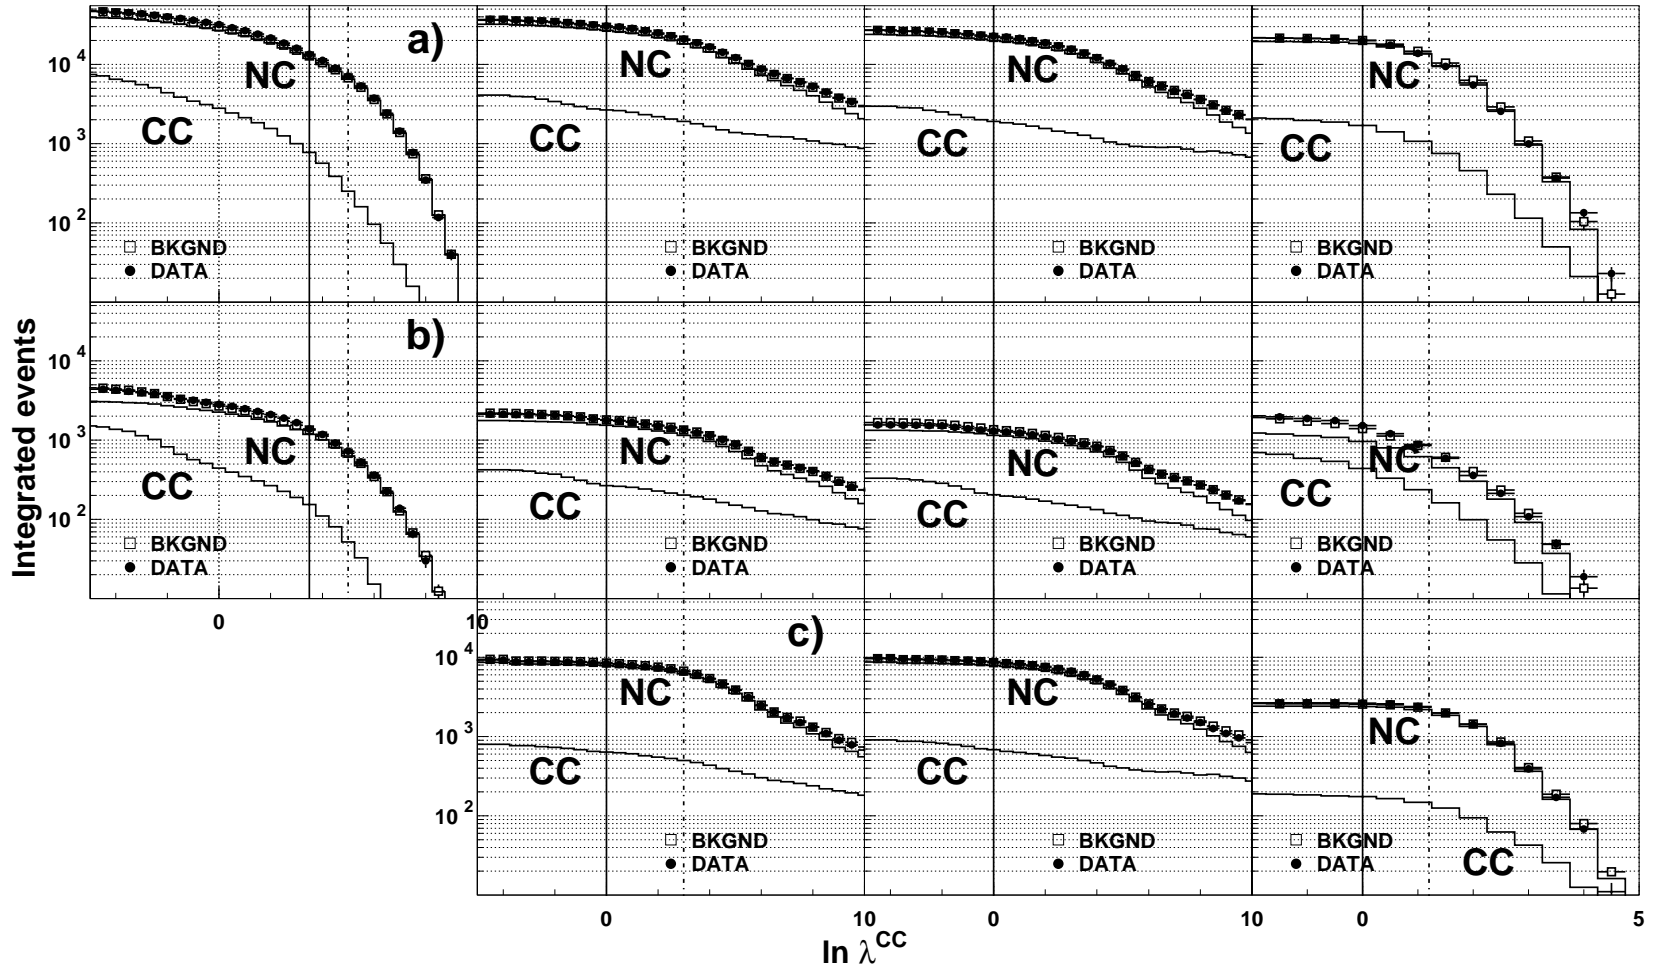 a)
10^4
NC
NC
NC
NC
CC
CC
CC
CC
10^3
10^2
□ BKGND
● DATA
□ BKGND
● DATA
□ BKGND
● DATA
□ BKGND
● DATA
b)
10^4
10^3
NC
NC
NC
NC
CC
CC
CC
CC
10^2
□ BKGND
● DATA
□ BKGND
● DATA
□ BKGND
● DATA
□ BKGND
● DATA
Integrated events
0
10
c)
10^4
NC
NC
NC
10^3
CC
CC
CC
10^2
□ BKGND
● DATA
□ BKGND
● DATA
□ BKGND
● DATA
0
10
0
10
0
5
ln λ^CC